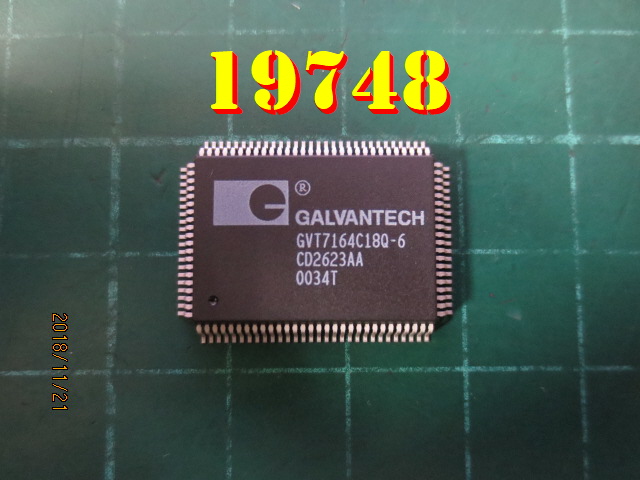 19748
®
GALVANTECH
GVT7164C18Q-6
CD2623AA
0034T
2018/11/21